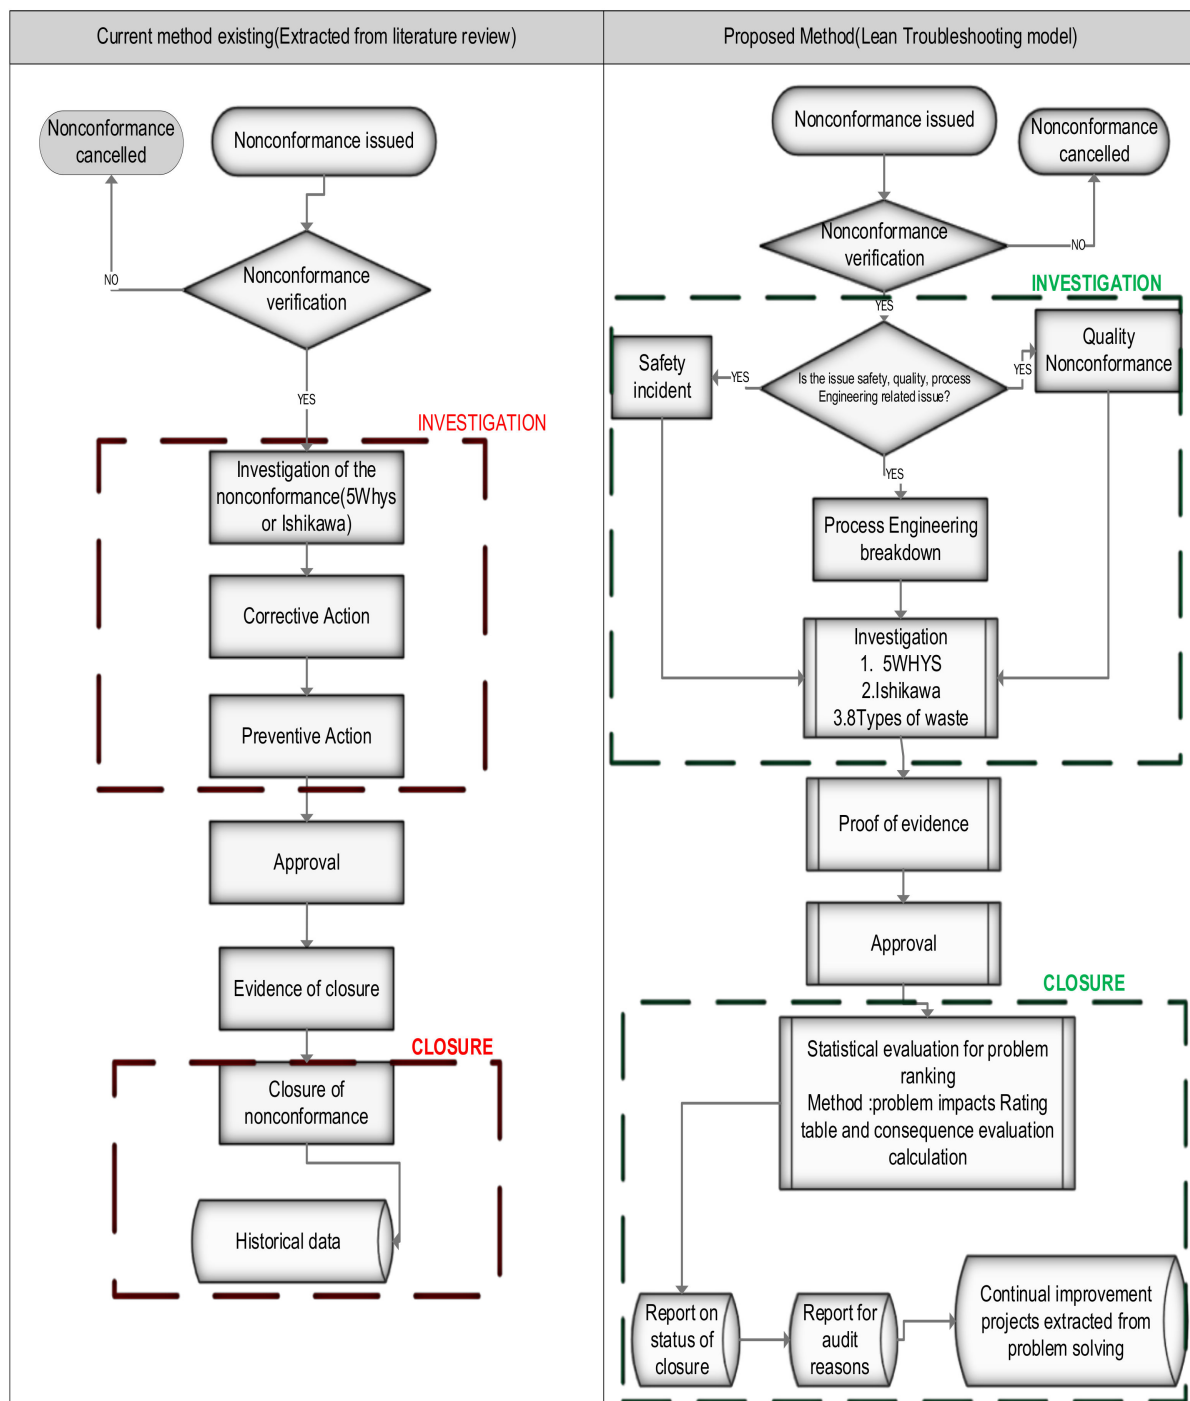 Current method existing(Extracted from literature review)
Nonconformance
cancelled
Nonconformance issued
Nonconformance
verification
NO
YES
INVESTIGATION
Investigation of the
nonconformance(5Whys
or Ishikawa)
Corrective Action
Preventive Action
Approval
Evidence of closure
CLOSURE
Closure of
nonconformance
Historical data
Proposed Method(Lean Troubleshooting model)
Nonconformance issued
Nonconformance
cancelled
Nonconformance
verification
NO
YES
INVESTIGATION
Safety
incident
YES
Is the issue safety, quality, process
Engineering related issue?
YES
Quality
Nonconformance
YES
Process Engineering
breakdown
Investigation
1. 5WHYS
2.Ishikawa
3.8Types of waste
Proof of evidence
Approval
CLOSURE
Statistical evaluation for problem
ranking
Method :problem impacts Rating
table and consequence evaluation
calculation
Report on
status of
closure
Report for
audit
reasons
Continual improvement
projects extracted from
problem solving